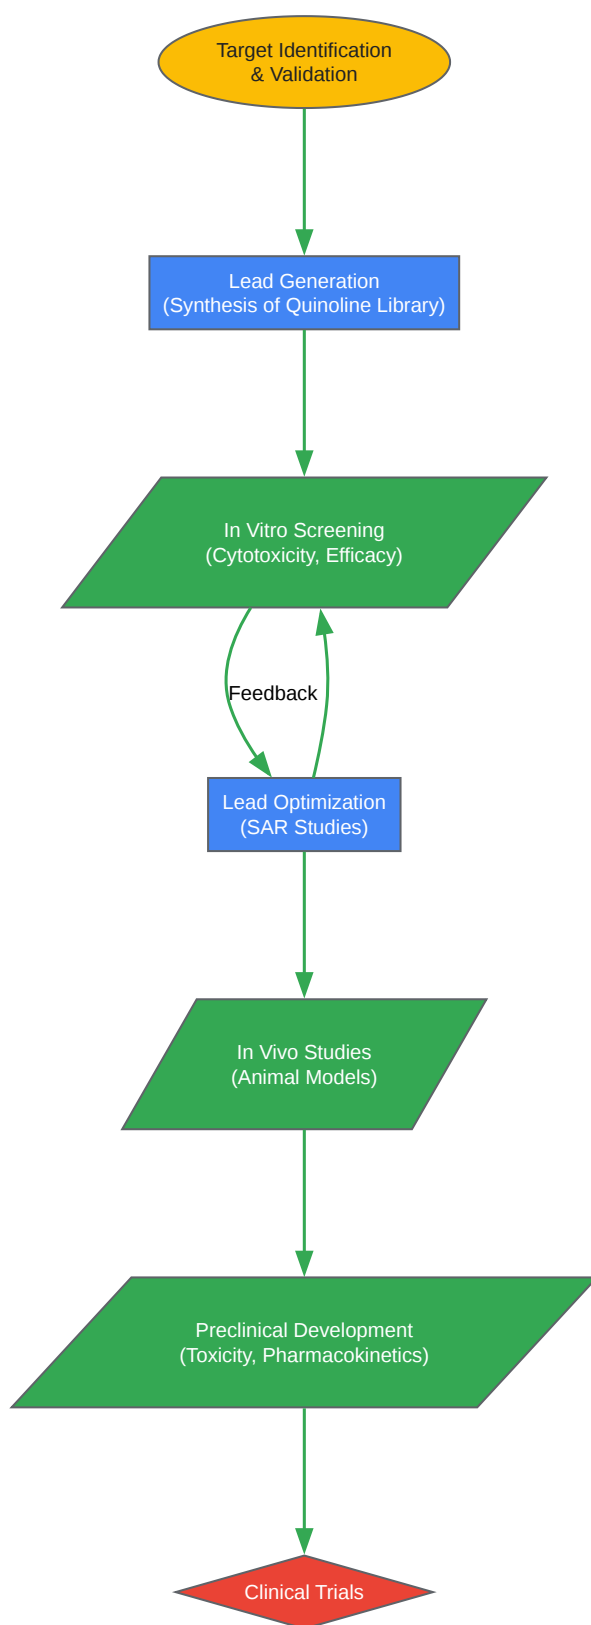 Target Identification
& Validation
Lead Generation
(Synthesis of Quinoline Library)
In Vitro Screening
(Cytotoxicity, Efficacy)
Feedback
Lead Optimization
(SAR Studies)
In Vivo Studies
(Animal Models)
Preclinical Development
(Toxicity, Pharmacokinetics)
Clinical Trials